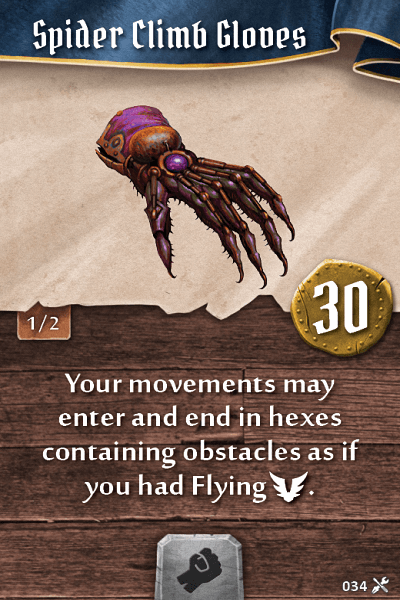 Spider Climb Gloves
1/2
30
Your movements may
enter and end in hexes
containing obstacles as if
you had Flying .
034